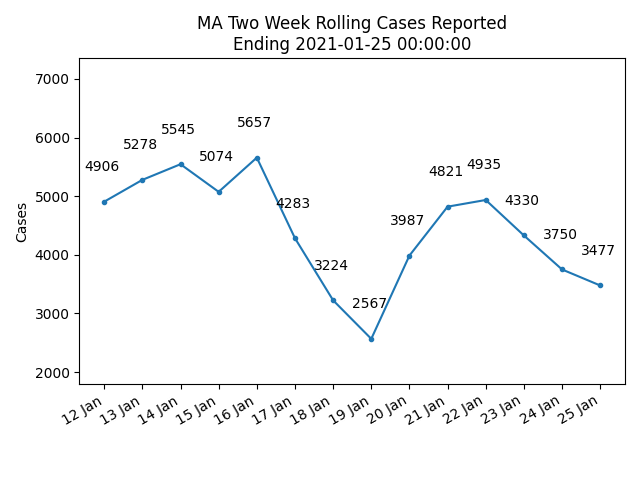 MA Two Week Rolling Cases Reported
Ending 2021-01-25 00:00:00
7000
6000
5000
4000
3000
2000
Cases
4906
5278
5545
5074
5657
4283
3224
2567
3987
4821
4935
4330
3750
3477
12 Jan
13 Jan
14 Jan
15 Jan
16 Jan
17 Jan
18 Jan
19 Jan
20 Jan
21 Jan
22 Jan
23 Jan
24 Jan
25 Jan